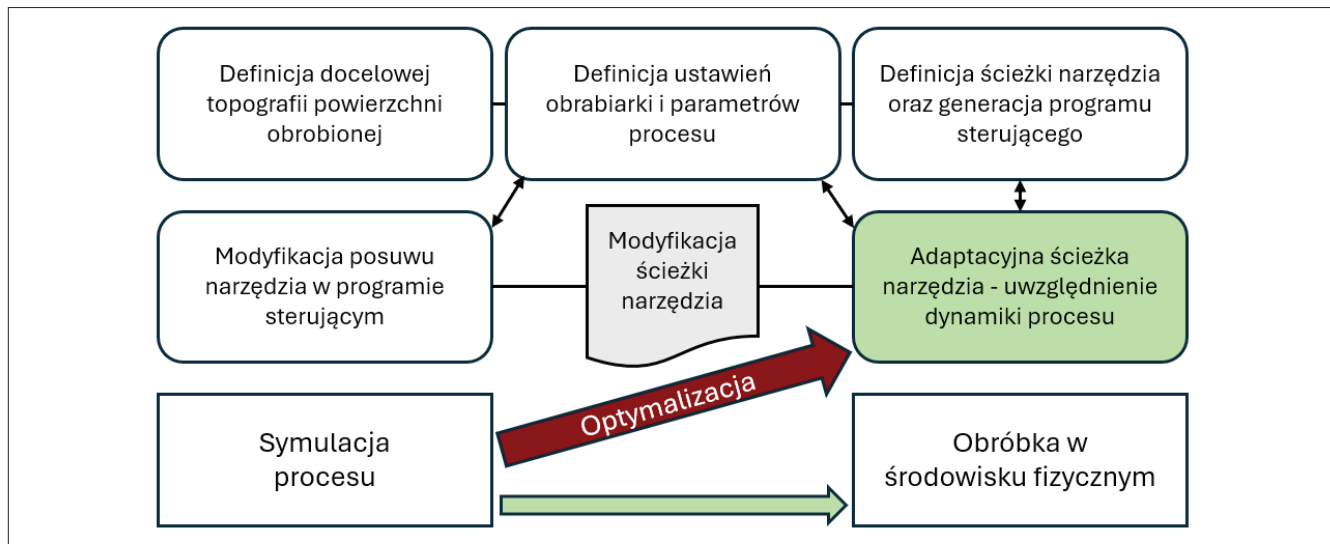 Definicja docelowej
topografii powierzchni
obrobionej
Definicja ustawień
obrabiarki i parametrów
procesu
Definicja ścieżki narzędzia
oraz generacja programu
sterującego
Modyfikacja posuwu
narzędzia w programie
sterującym
Modyfikacja
ścieżki
narzędzia
Adaptacyjna ścieżka
narzędzia - uwzględnienie
dynamiki procesu
Symulacja
procesu
Optymalizacja
Obróbka w
środowisku fizycznym